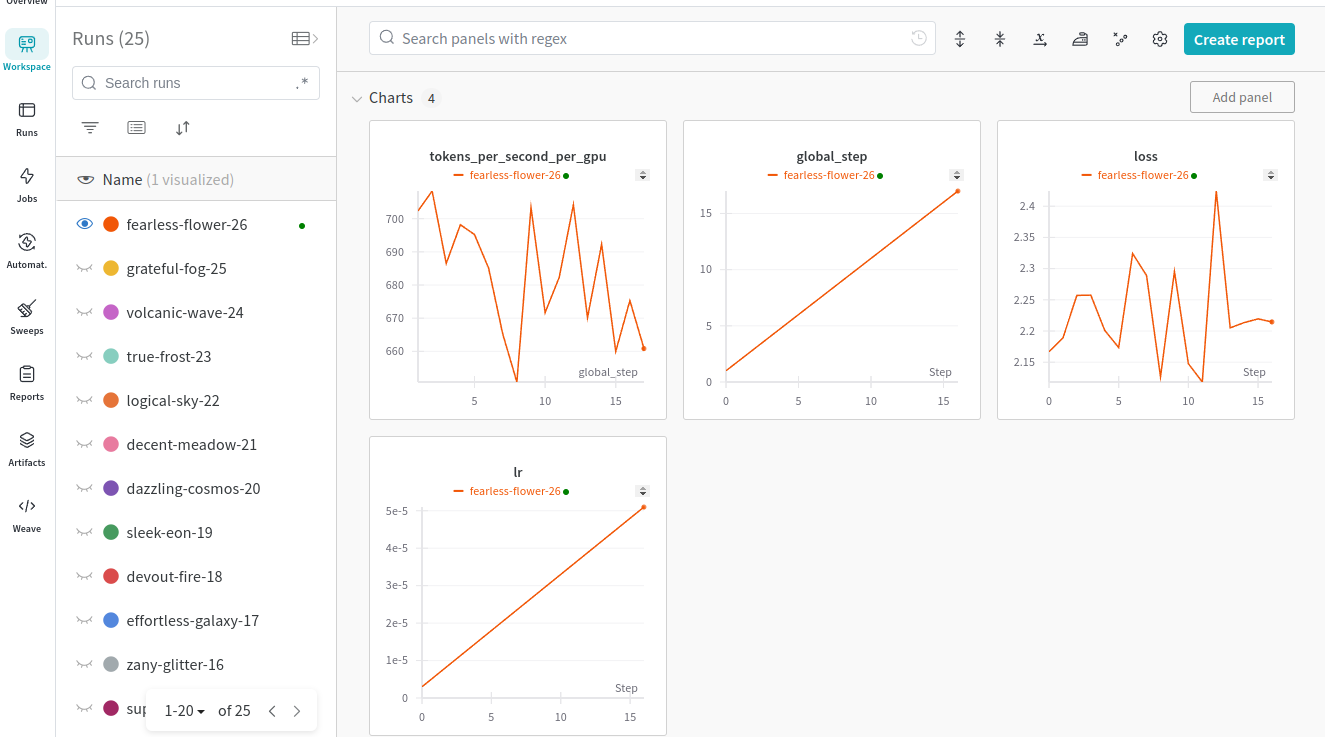 Overview
Workspace
Runs
Jobs
Automat.
Sweeps
Reports
Artifacts
Weave
Runs (25)
Search runs
.*
Name (1 visualized)
fearless-flower-26
grateful-fog-25
volcanic-wave-24
true-frost-23
logical-sky-22
decent-meadow-21
dazzling-cosmos-20
sleek-eon-19
devout-fire-18
effortless-galaxy-17
zany-glitter-16
1-20 of 25
Search panels with regex
x
Create report
Charts 4
Add panel
tokens_per_second_per_gpu
fearless-flower-26
700
690
680
670
660
global_step
5 10 15
global_step
fearless-flower-26
15
10
5
0
Step
0 5 10 15
loss
fearless-flower-26
2.4
2.35
2.3
2.25
2.2
2.15
Step
0 5 10 15
lr
fearless-flower-26
5e-5
4e-5
3e-5
2e-5
1e-5
0
Step
0 5 10 15